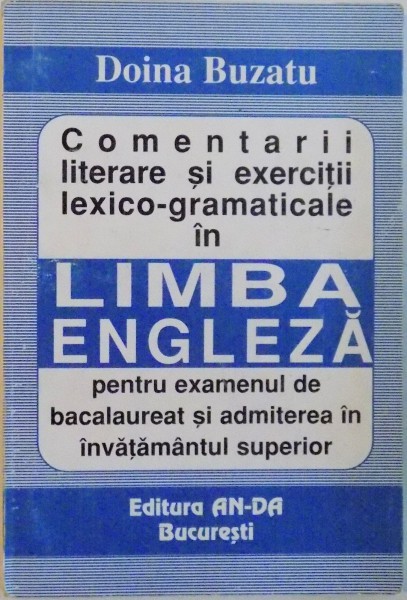 Doina Buzatu
Comentarii
literare și exerciții
lexico-gramaticale
în
LIMBA
ENGLEZĂ
pentru examenul de
bacalaureat și admiterea în
învățământul superior
Editura AN-DA
București